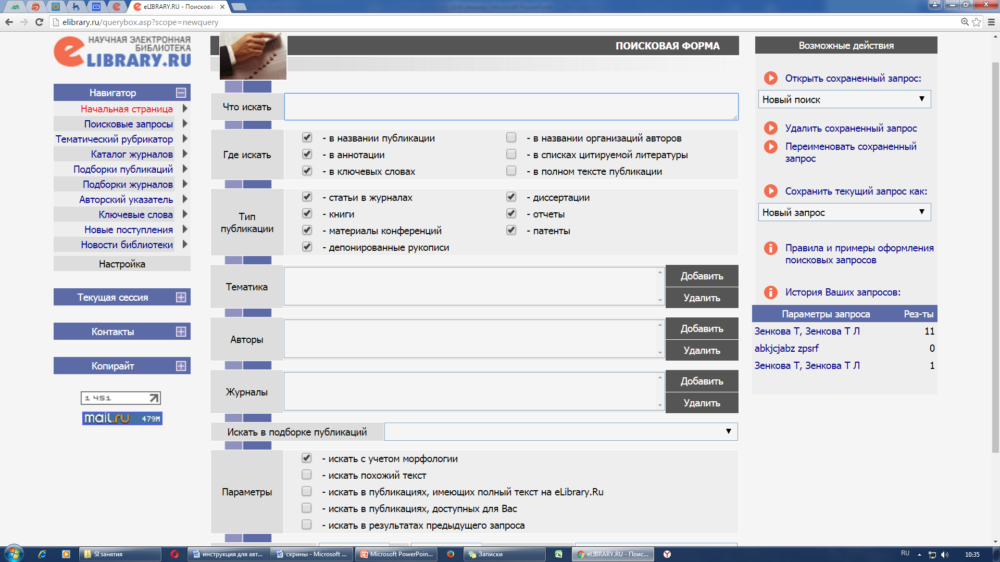 eLIBRARY.RU - Поисковая
elibrary.ru/querybox.asp?scope=newquery
НАУЧНАЯ ЭЛЕКТРОННАЯ
БИБЛИОТЕКА
eLIBRARY.RU
Навигатор
Начальная страница
Поисковые запросы
Тематический рубрикатор
Каталог журналов
Подборки публикаций
Подборки журналов
Авторский указатель
Ключевые слова
Новые поступления
Новости библиотеки
Настройка
Текущая сессия
Контакты
Копирайт
1 451
mail.ru 479М
ПОИСКОВАЯ ФОРМА
Что искать
Где искать
- в названии публикации
- в названии организаций авторов
- в аннотации
- в списках цитируемой литературы
- в ключевых словах
- в полном тексте публикации
Тип
публикации
- статьи в журналах
- диссертации
- книги
- отчеты
- материалы конференций
- патенты
- депонированные рукописи
Тематика
Добавить
Удалить
Авторы
Добавить
Удалить
Журналы
Добавить
Удалить
Искать в подборке публикаций
Параметры
- искать с учетом морфологии
- искать похожий текст
- искать в публикациях, имеющих полный текст на eLibrary.Ru
- искать в публикациях, доступных для Вас
- искать в результатах предыдущего запроса
Возможные действия
Открыть сохраненный запрос:
Новый поиск
Удалить сохраненный запрос
Переименовать сохраненный
запрос
Сохранить текущий запрос как:
Новый запрос
Правила и примеры оформления
поисковых запросов
История Ваших запросов:
Параметры запроса Рез-ты
Зенкова Т, Зенкова Т Л 11
abkjcjabz zpsrf 0
Зенкова Т, Зенкова Т Л 1
SI занятия
инструкция для авт...
скрины - Microsoft ...
Microsoft PowerPoin...
Записки
eLIBRARY.RU - Поис...
RU
10:35